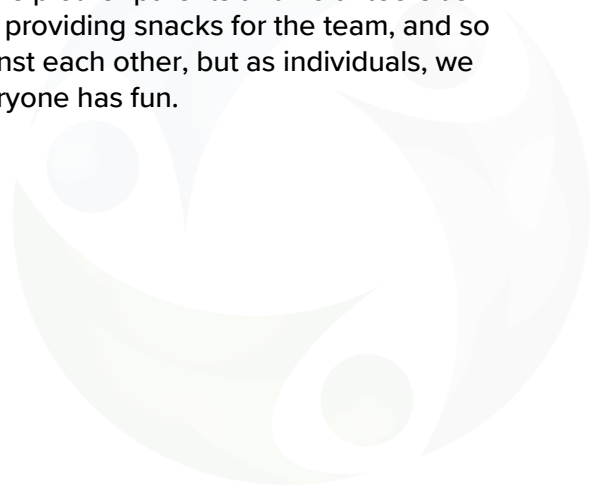 providing snacks for the team, and so
nst each other, but as individuals, we
ryone has fun.